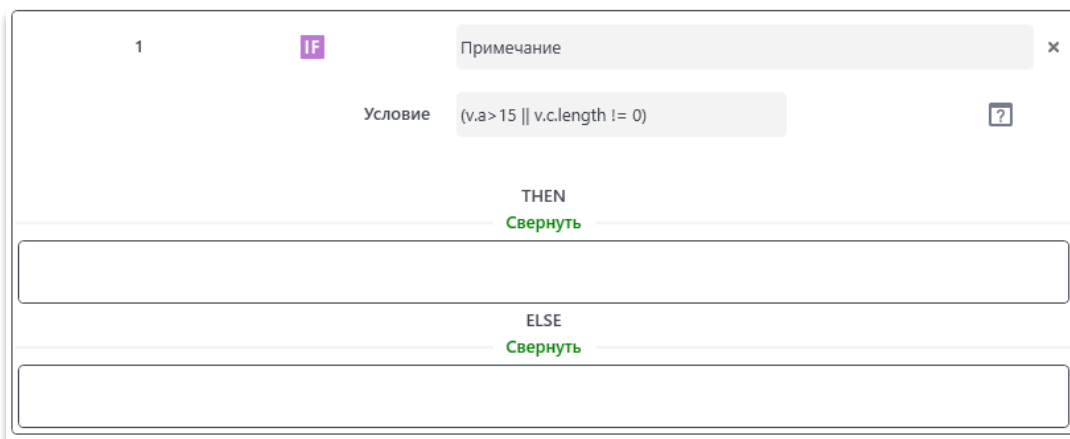 1 IF Примечание ×
Условие (v.a>15 || v.c.length != 0) ?
THEN
Свернуть
ELSE
Свернуть